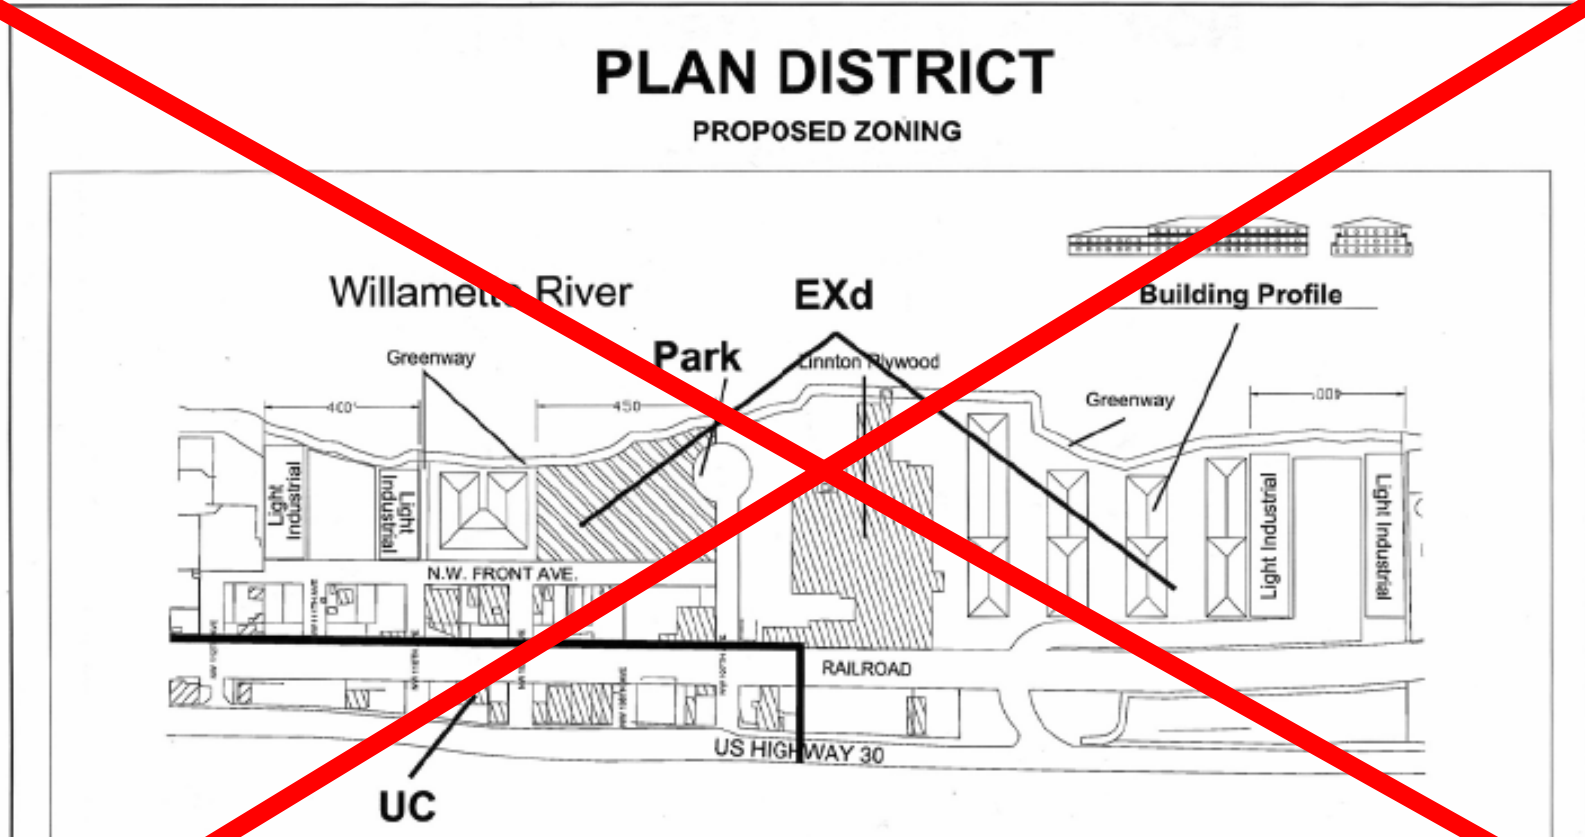 PLAN DISTRICT
PROPOSED ZONING
Willamette River
EXd
Building Profile
Park
Greenway
Linnton Plywood
Greenway
400'
450
Light Industrial
Light Industrial
Light Industrial
Light Industrial
N.W. FRONT AVE.
RAILROAD
US HIGHWAY 30
UC